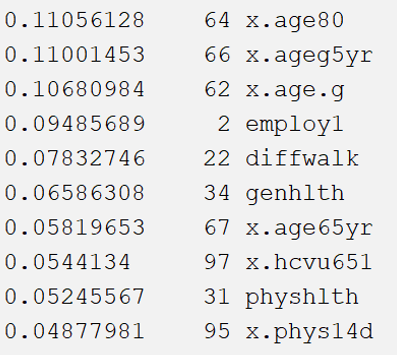 0.11056128 64 x.age80
0.11001453 66 x.ageg5yr
0.10680984 62 x.age.g
0.09485689 2 employ1
0.07832746 22 diffwalk
0.06586308 34 genhlth
0.05819653 67 x.age65yr
0.0544134 97 x.hcvu651
0.05245567 31 physhlth
0.04877981 95 x.phys14d